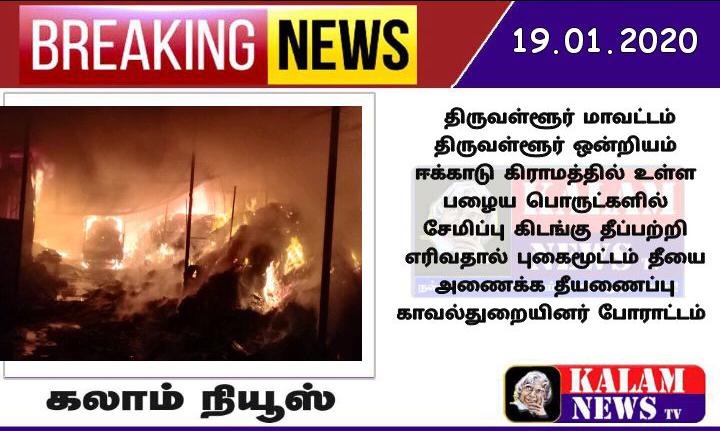 BREAKING NEWS
19.01.2020
திருவள்ளூர் மாவட்டம்
திருவள்ளூர் ஒன்றியம்
ஈக்காடு கிராமத்தில் உள்ள
பழைய பொருட்களில்
சேமிப்பு கிடங்கு தீப்பற்றி
எரிவதால் புகைமூட்டம் தீயை
அணைக்க தீயணைப்பு
காவல்துறையினர் போராட்டம்
கலாம் நியூஸ்
KALAM
NEWS TV